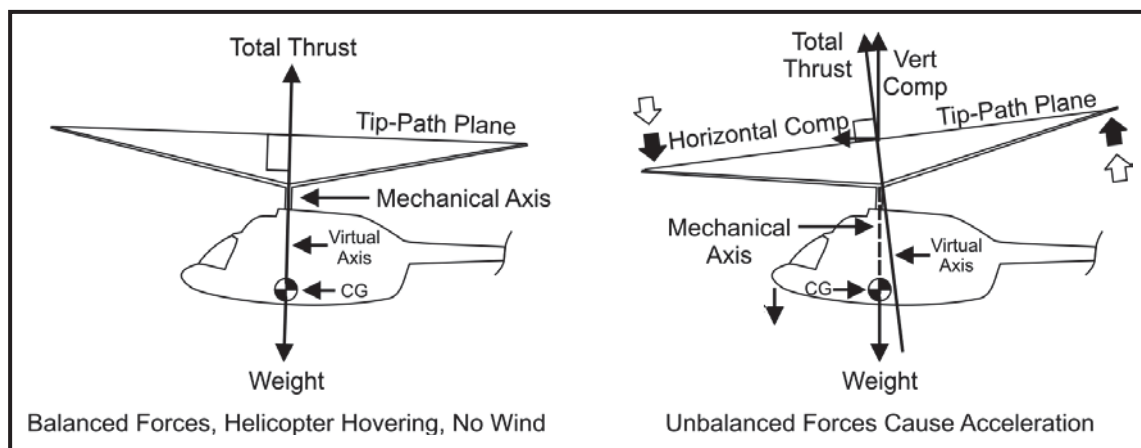 Total Thrust
Tip-Path Plane
Mechanical Axis
Virtual
Axis
CG
Weight
Balanced Forces, Helicopter Hovering, No Wind
Total
Thrust
Vert
Comp
Tip-Path Plane
Horizontal Comp
Mechanical
Axis
Virtual
Axis
CG
Weight
Unbalanced Forces Cause Acceleration